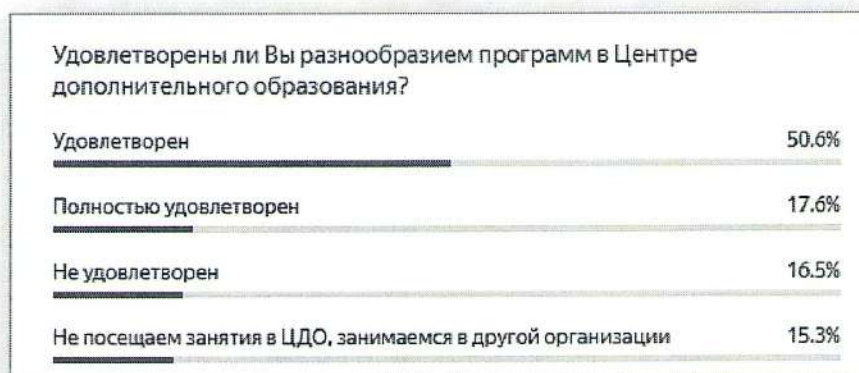 Удовлетворены ли Вы разнообразием программ в Центре
дополнительного образования?
Удовлетворен 50.6%
Полностью удовлетворен 17.6%
Не удовлетворен 16.5%
Не посещаем занятия в ЦДО, занимаемся в другой организации 15.3%